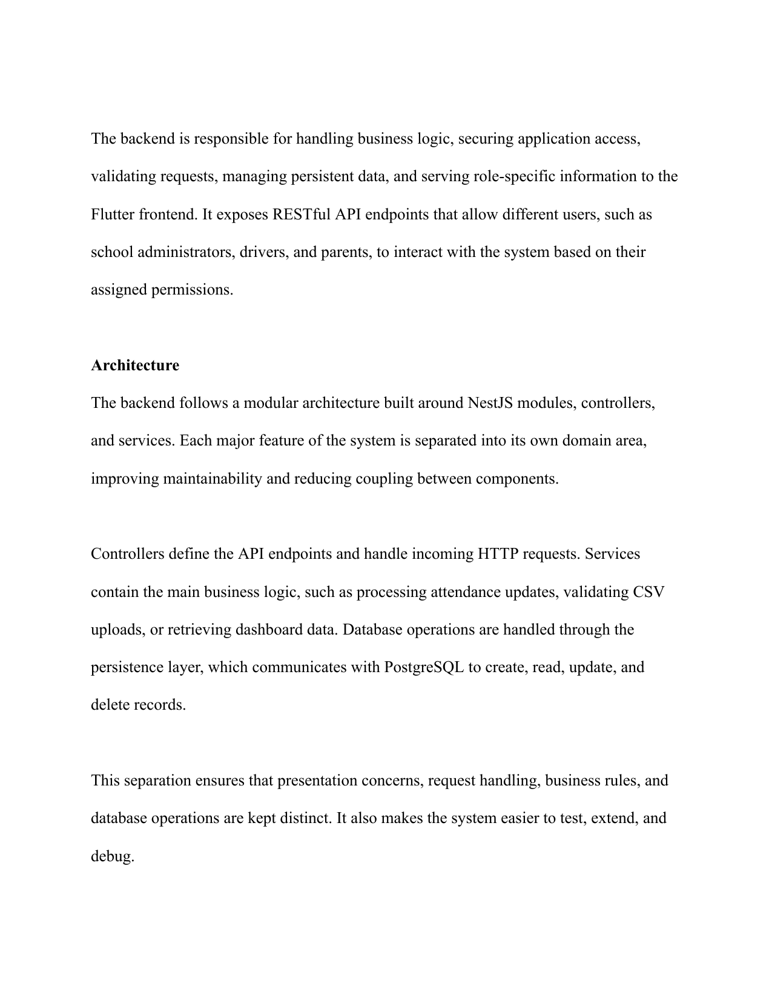 The backend is responsible for handling business logic, securing application access,
validating requests, managing persistent data, and serving role-specific information to the
Flutter frontend. It exposes RESTful API endpoints that allow different users, such as
school administrators, drivers, and parents, to interact with the system based on their
assigned permissions.
Architecture
The backend follows a modular architecture built around NestJS modules, controllers,
and services. Each major feature of the system is separated into its own domain area,
improving maintainability and reducing coupling between components.
Controllers define the API endpoints and handle incoming HTTP requests. Services
contain the main business logic, such as processing attendance updates, validating CSV
uploads, or retrieving dashboard data. Database operations are handled through the
persistence layer, which communicates with PostgreSQL to create, read, update, and
delete records.
This separation ensures that presentation concerns, request handling, business rules, and
database operations are kept distinct. It also makes the system easier to test, extend, and
debug.